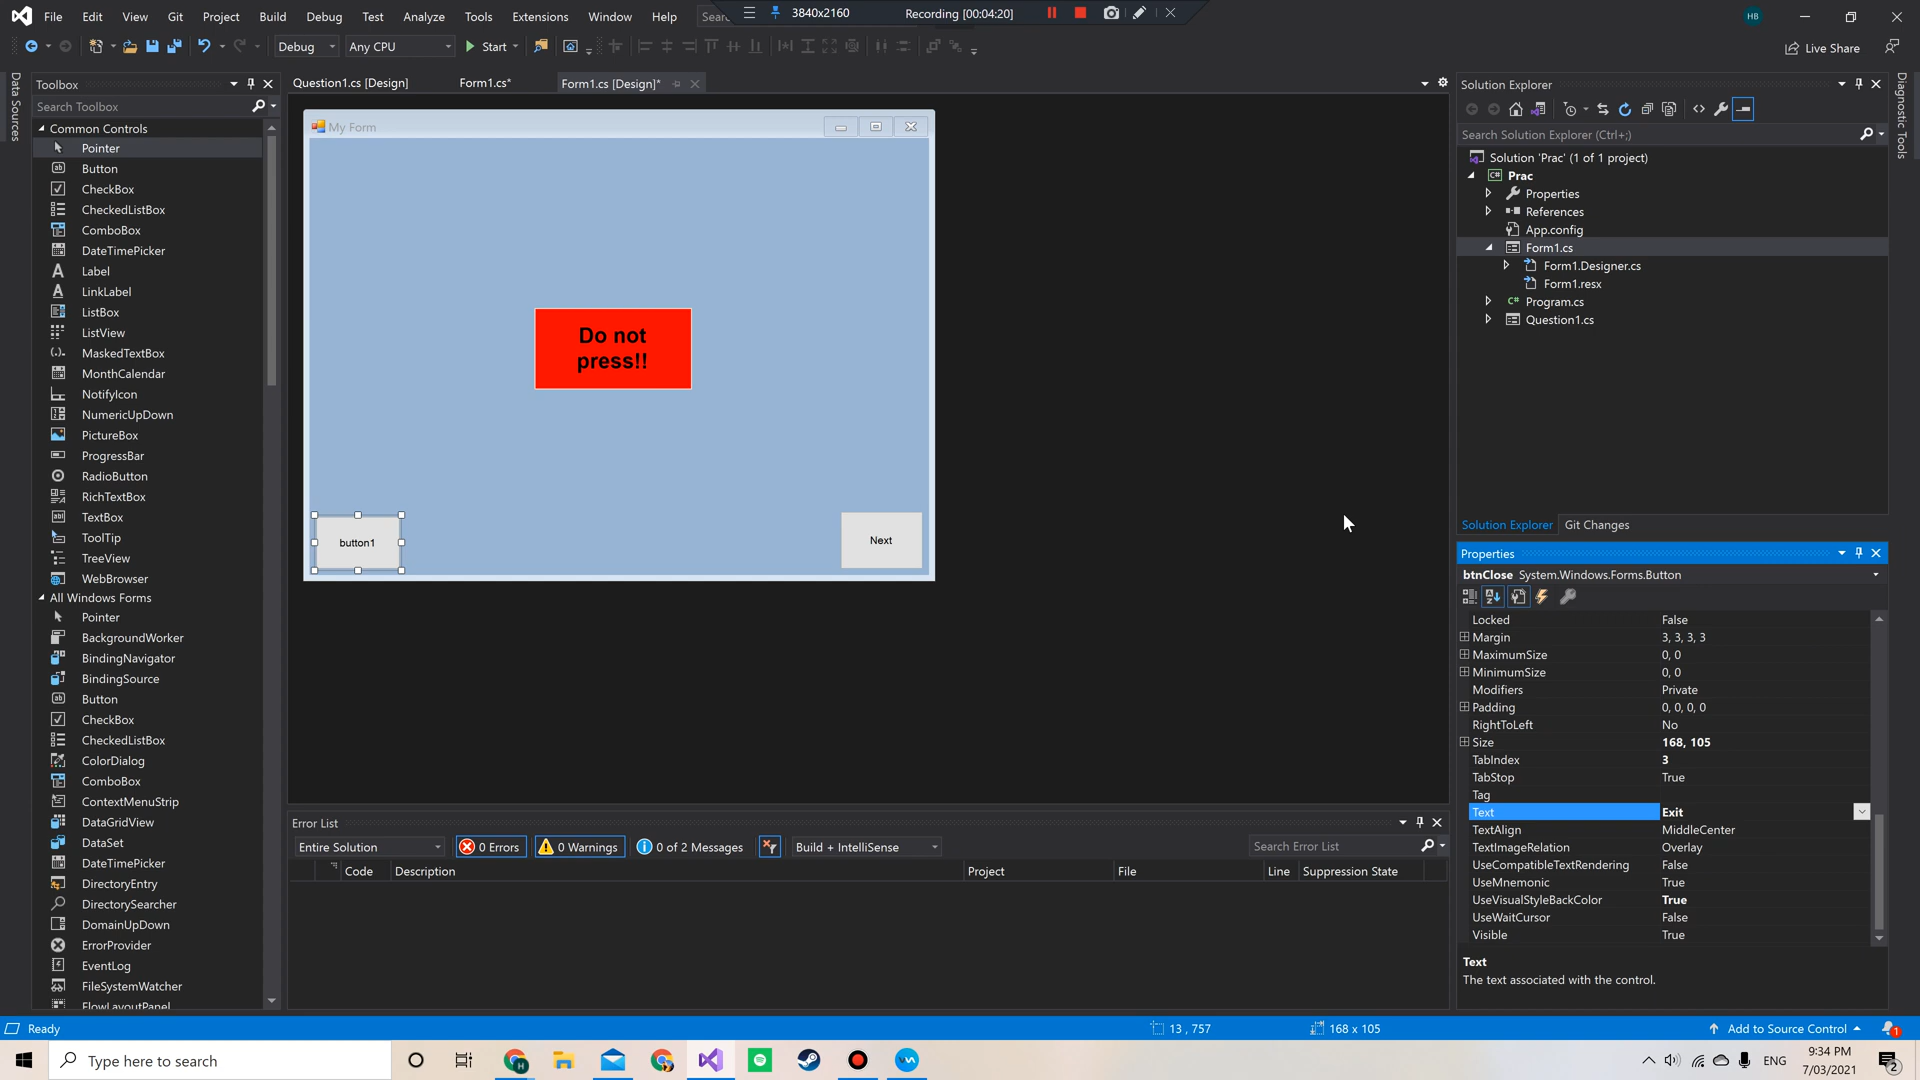 File Edit View Git Project Build Debug Test Analyze Tools Extensions Window Help Sear
3840x2160 Recording [00:04:20] HB
Debug Any CPU Start Live Share
Data Sources
Toolbox
Search Toolbox
Common Controls
Pointer
Button
CheckBox
CheckedListBox
ComboBox
DateTimePicker
Label
LinkLabel
ListBox
ListView
MaskedTextBox
MonthCalendar
NotifyIcon
NumericUpDown
PictureBox
ProgressBar
RadioButton
RichTextBox
TextBox
ToolTip
TreeView
WebBrowser
All Windows Forms
Pointer
BackgroundWorker
BindingNavigator
BindingSource
Button
CheckBox
CheckedListBox
ColorDialog
ComboBox
ContextMenuStrip
DataGridView
DataSet
DateTimePicker
DirectoryEntry
DirectorySearcher
DomainUpDown
ErrorProvider
EventLog
FileSystemWatcher
FlowLayoutPanel
Question1.cs [Design] Form1.cs* Form1.cs [Design]*
My Form
Do not
press!!
button1
Next
Error List
Entire Solution 0 Errors 0 Warnings 0 of 2 Messages Build + IntelliSense Search Error List
Code Description Project File Line Suppression State
Solution Explorer
Search Solution Explorer (Ctrl+;)
Solution 'Prac' (1 of 1 project)
Prac
Properties
References
App.config
Form1.cs
Form1.Designer.cs
Form1.resx
Program.cs
Question1.cs
Solution Explorer Git Changes
Diagnostic Tools
Properties
btnClose System.Windows.Forms.Button
Locked False
Margin 3, 3, 3, 3
MaximumSize 0, 0
MinimumSize 0, 0
Modifiers Private
Padding 0, 0, 0, 0
RightToLeft No
Size 168, 105
TabIndex 3
TabStop True
Tag
Text Exit
TextAlign MiddleCenter
TextImageRelation Overlay
UseCompatibleTextRendering False
UseMnemonic True
UseVisualStyleBackColor True
UseWaitCursor False
Visible True
Text
The text associated with the control.
Ready 13 , 757 168 x 105 Add to Source Control 1
Type here to search ENG 9:34 PM
7/03/2021 2